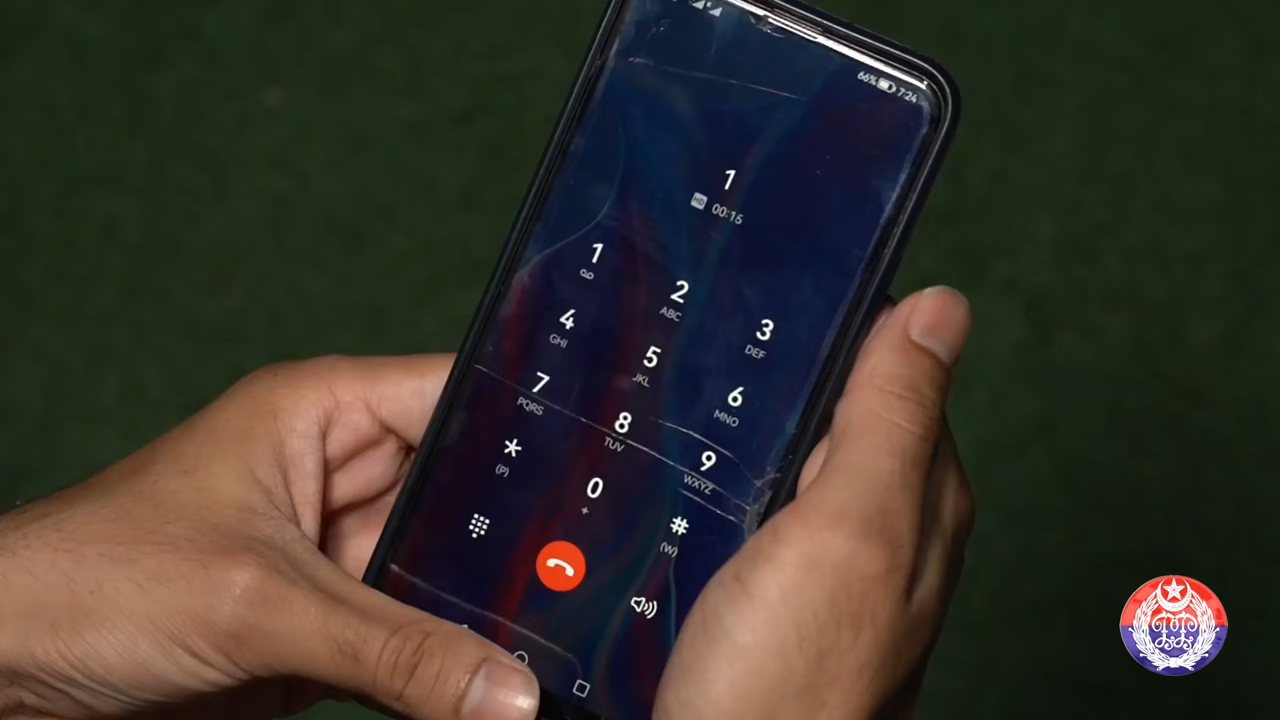 66% 7:24
1
HD 00:15
1
2
ABC
3
DEF
4
GHI
5
JKL
6
MNO
7
PQRS
8
TUV
9
WXYZ
*
(P)
0
+
#
(W)